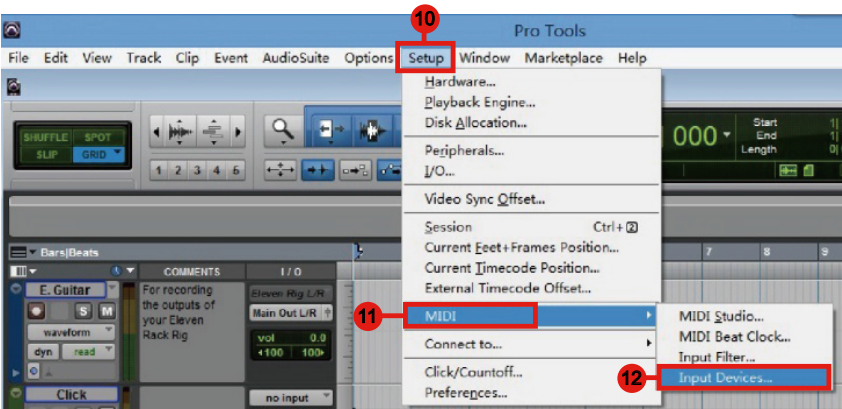 10
Pro Tools
File Edit View Track Clip Event AudioSuite Options Setup Window Marketplace Help
Hardware...
Playback Engine...
Disk Allocation...
Peripherals...
I/O...
Video Sync Offset...
Session Ctrl+2
Current Feet+Frames Position...
Current Timecode Position...
External Timecode Offset...
11
MIDI
Connect to...
Click/Countoff...
Preferences...
MIDI Studio...
MIDI Beat Clock...
Input Filter...
12
Input Devices...
SHUFFLE SPOT
SLIP GRID
1 2 3 4 5
000
Start
End
Length
Bars|Beats
7 8 9
COMMENTS
I / O
E. Guitar
S M
waveform
dyn read
For recording
the outputs of
your Eleven
Rack Rig
Eleven Rig L/R
Main Out L/R
vol 0.0
100 100
Click
no input